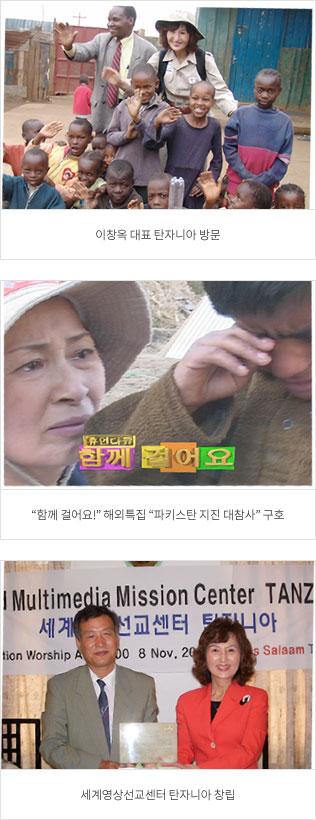 이창옥 대표 탄자니아 방문
휴먼다큐
함께 걸어요
“함께 걸어요!” 해외특집 “파키스탄 지진 대참사” 구호
Multimedia Mission Center TANZ
세계영상선교센터 탄자니아
tion Worship A 00 8 Nov. 20 s Salaam T
세계영상선교센터 탄자니아 창립